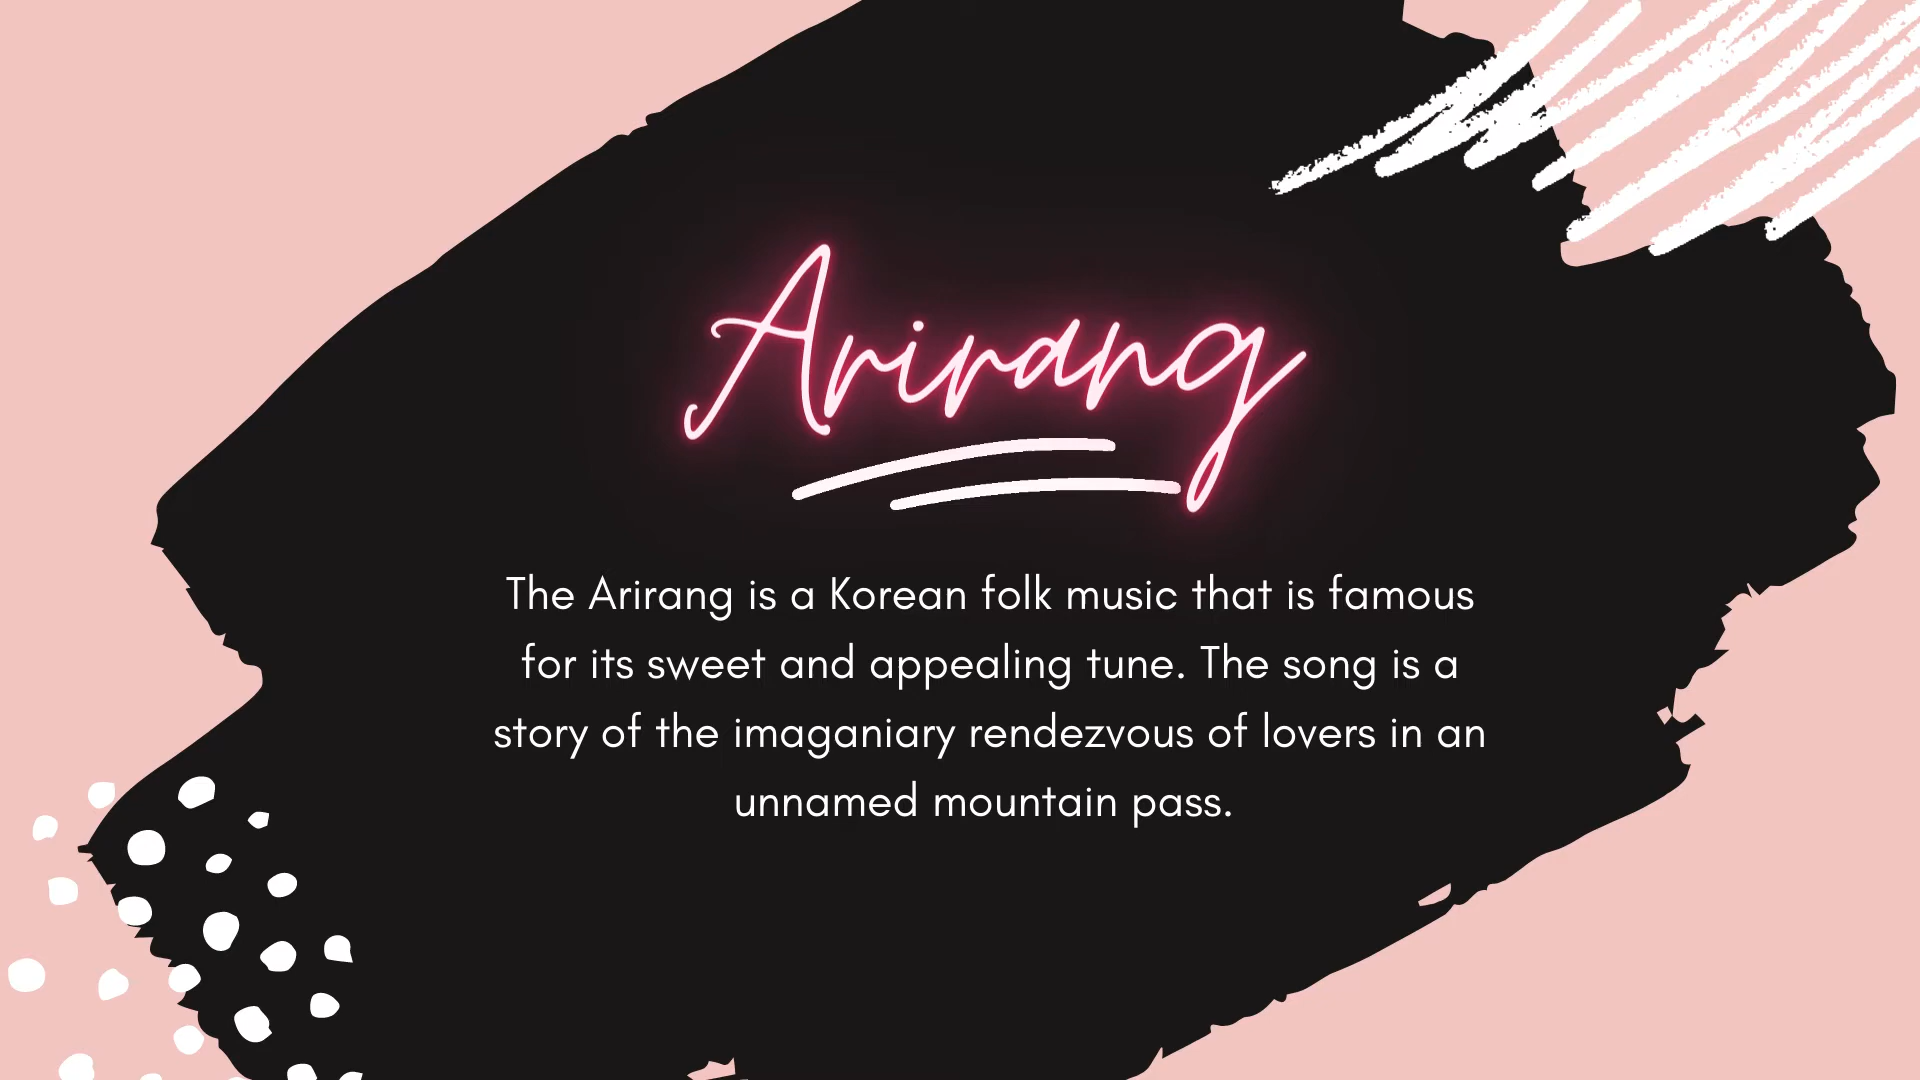 Arirang
The Arirang is a Korean folk music that is famous
for its sweet and appealing tune. The song is a
story of the imaganiary rendezvous of lovers in an
unnamed mountain pass.